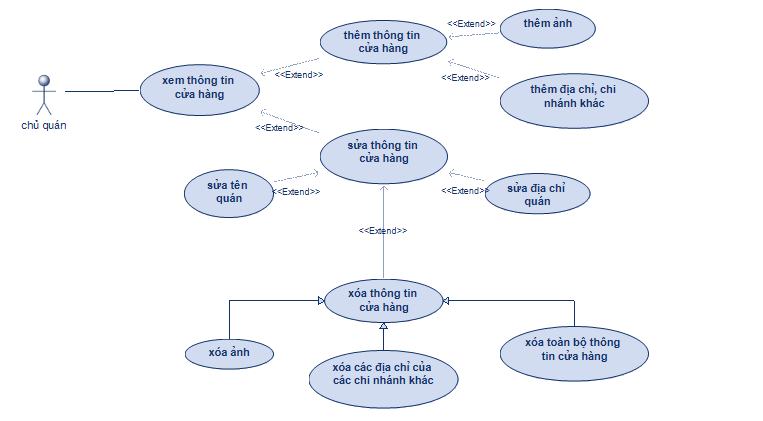 thêm ảnh
<<Extend>>
thêm thông tin
cửa hàng
<<Extend>>
xem thông tin
cửa hàng
<<Extend>>
thêm địa chỉ, chi
nhánh khác
chủ quán
<<Extend>>
sửa thông tin
cửa hàng
sửa tên
quán
<<Extend>>
<<Extend>>
sửa địa chỉ
quán
<<Extend>>
xóa thông tin
cửa hàng
xóa ảnh
xóa các địa chỉ của
các chi nhánh khác
xóa toàn bộ thông
tin cửa hàng